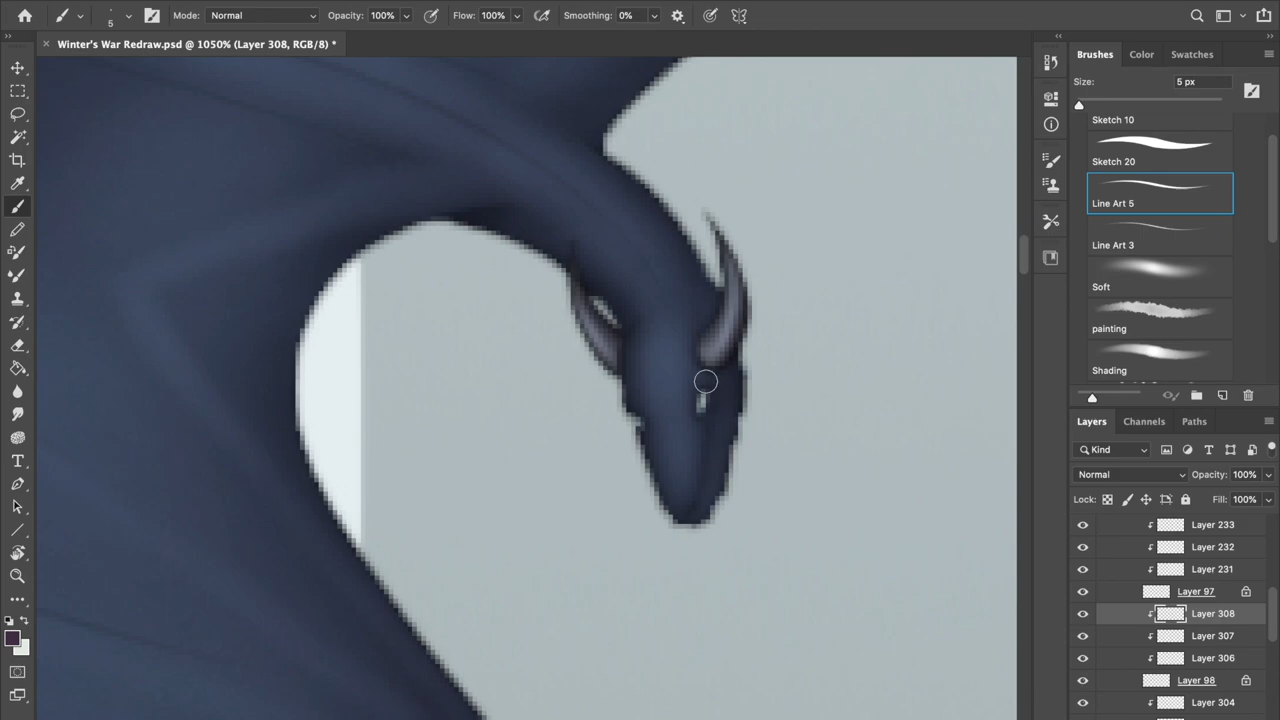 5
Mode: Normal
Opacity: 100%
Flow: 100%
Smoothing: 0%
Winter's War Redraw.psd @ 1050% (Layer 308, RGB/8) *
Brushes
Color
Swatches
Size:
5 px
Sketch 10
Sketch 20
Line Art 5
Line Art 3
Soft
painting
Shading
Layers
Channels
Paths
Kind
Normal
Opacity: 100%
Lock:
Fill: 100%
Layer 233
Layer 232
Layer 231
Layer 97
Layer 308
Layer 307
Layer 306
Layer 98
Layer 304